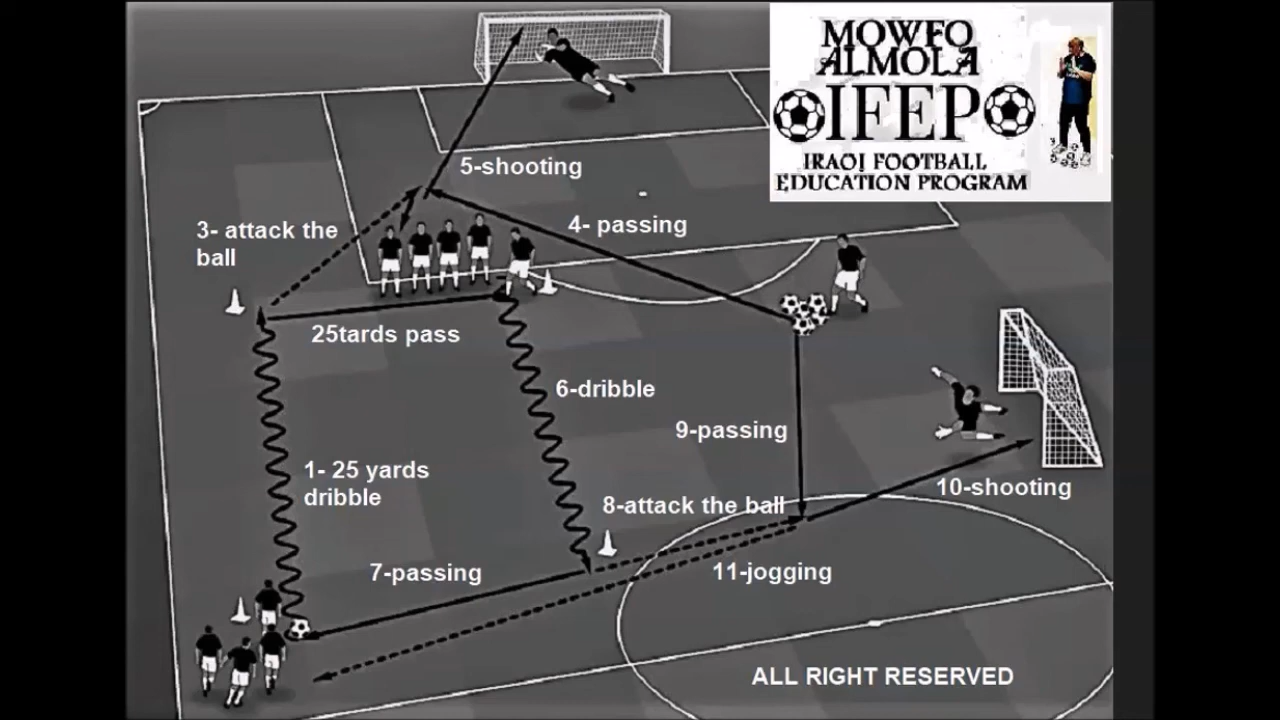 MOWFO
ALMOLA
IFEP
IRAQI FOOTBALL
EDUCATION PROGRAM
5-shooting
4- passing
3- attack the
ball
25tards pass
6-dribble
9-passing
1- 25 yards
dribble
10-shooting
8-attack the ball
7-passing
11-jogging
ALL RIGHT RESERVED